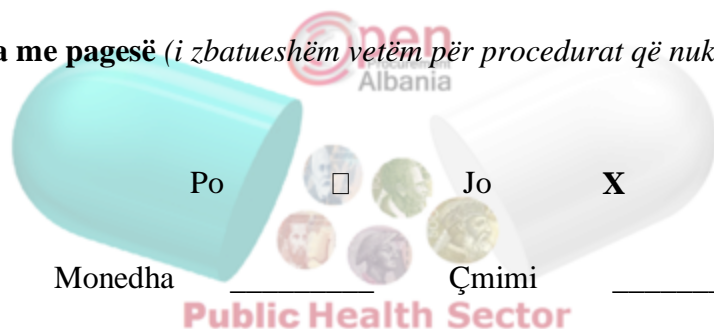 a me pagesë (i zbatueshëm vetëm për procedurat që nuk
Open
Procurement
Albania
Po □ Jo X
Monedha _________ Çmimi _______
Public Health Sector